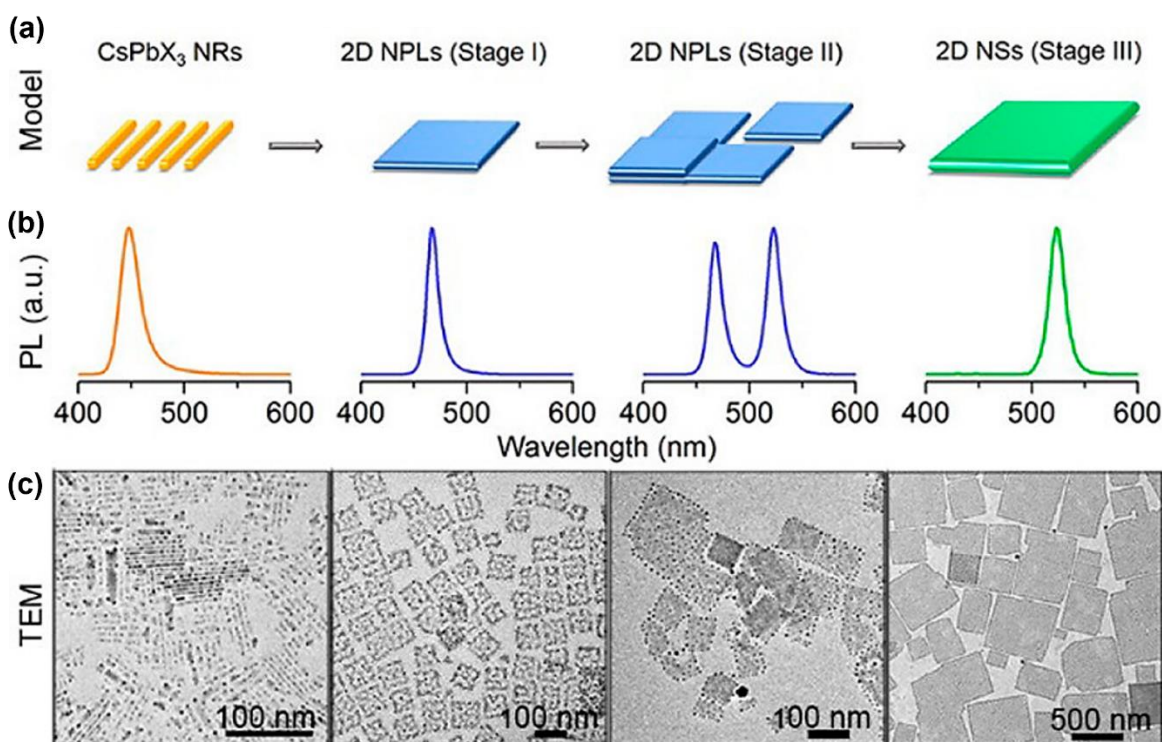 (a)
Model
CsPbX₃ NRs
2D NPLs (Stage I)
2D NPLs (Stage II)
2D NSs (Stage III)
(b)
PL (a.u.)
400 500 600
400 500 600
400 500 600
400 500 600
Wavelength (nm)
(c)
TEM
100 nm
100 nm
100 nm
500 nm